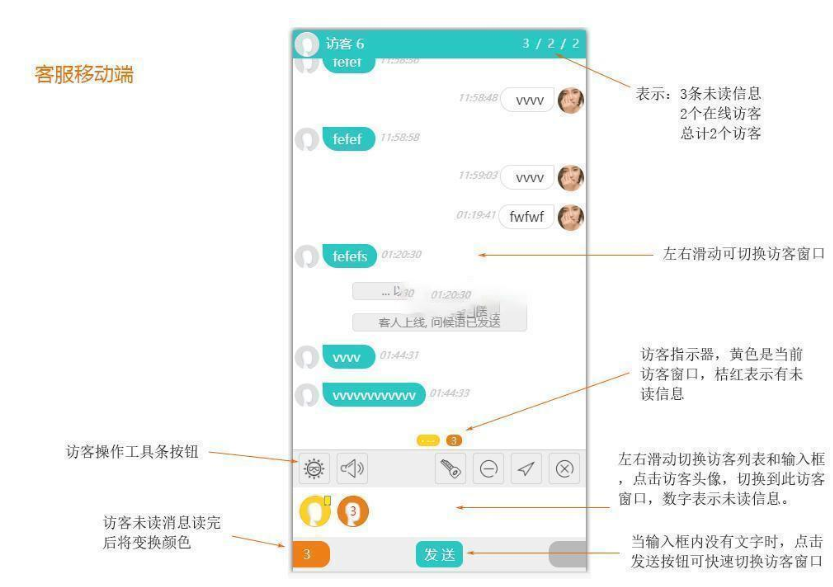 客服移动端
访客 6
3 / 2 / 2
fefef 11:58:56
11:58:48 vvvv
fefef 11:58:58
11:59:03 vvvv
01:19:41 fwfwf
fefefs 01:20:30
01:20:30
客人上线, 问候语已发送
vvvv 01:44:31
vvvvvvvvvvv 01:44:33
3
3
3
发送
表示：3条未读信息
2个在线访客
总计2个访客
左右滑动可切换访客窗口
访客指示器，黄色是当前
访客窗口，桔红表示有未
读信息
访客操作工具条按钮
左右滑动切换访客列表和输入框
，点击访客头像，切换到此访客
窗口，数字表示未读信息。
访客未读消息读完
后将变换颜色
当输入框内没有文字时，点击
发送按钮可快速切换访客窗口